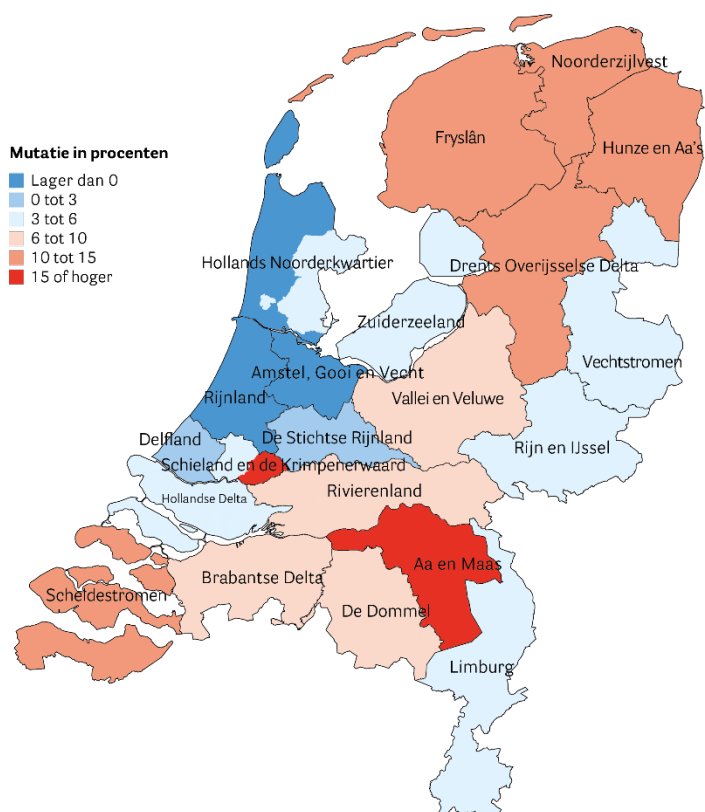 Noorderzijlvest
Fryslân
Hunze en Aa's
Mutatie in procenten
Lager dan 0
0 tot 3
3 tot 6
6 tot 10
10 tot 15
15 of hoger
Hollands Noorderkwartier
Drents Overijsselse Delta
Zuiderzeeland
Vechtstromen
Amstel, Gooi en Vecht
Rijnland
Vallei en Veluwe
Delfland
De Stichtse Rijnland
Rijn en IJssel
Schieland en de Krimpenerwaard
Hollandse Delta
Rivierenland
Aa en Maas
Brabantse Delta
Scheldestromen
De Dommel
Limburg